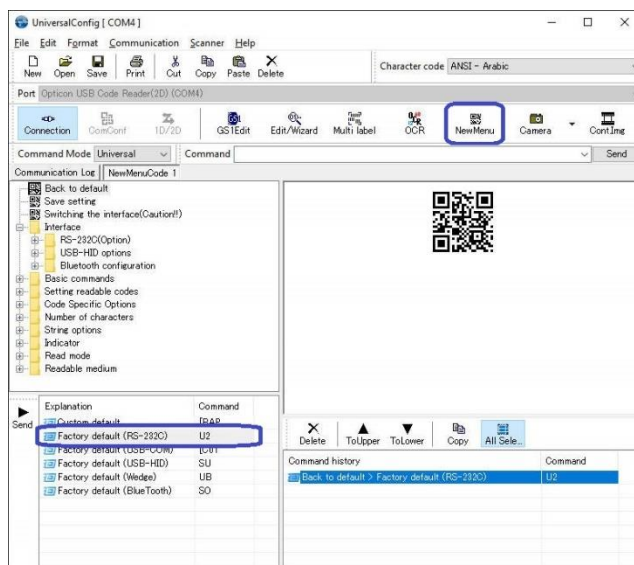 UniversalConfig [ COM4 ]
File Edit Format Communication Scanner Help
New Open Save Print Cut Copy Paste Delete
Character code ANSI - Arabic
Port Opticon USB Code Reader(2D) (COM4)
Connection ComConf 1D/2D GS1Edit Edit/Wizard Multi label OCR NewMenu Camera Cont.Img
Command Mode Universal Command Send
Communication Log NewMenuCode 1
Back to default
Save setting
Switching the interface(Caution!!)
Interface
RS-232C(Option)
USB-HID options
Bluetooth configuration
Basic commands
Setting readable codes
Code Specific Options
Number of characters
String options
Indicator
Read mode
Readable medium
Send
Explanation Command
Custom default
Factory default (RS-232C) U2
Factory default (USB-COM)
Factory default (USB-HID) SU
Factory default (Wedge) UB
Factory default (BlueTooth) SO
Delete ToUpper ToLower Copy All Sele..
Command history Command
Back to default > Factory default (RS-232C) U2